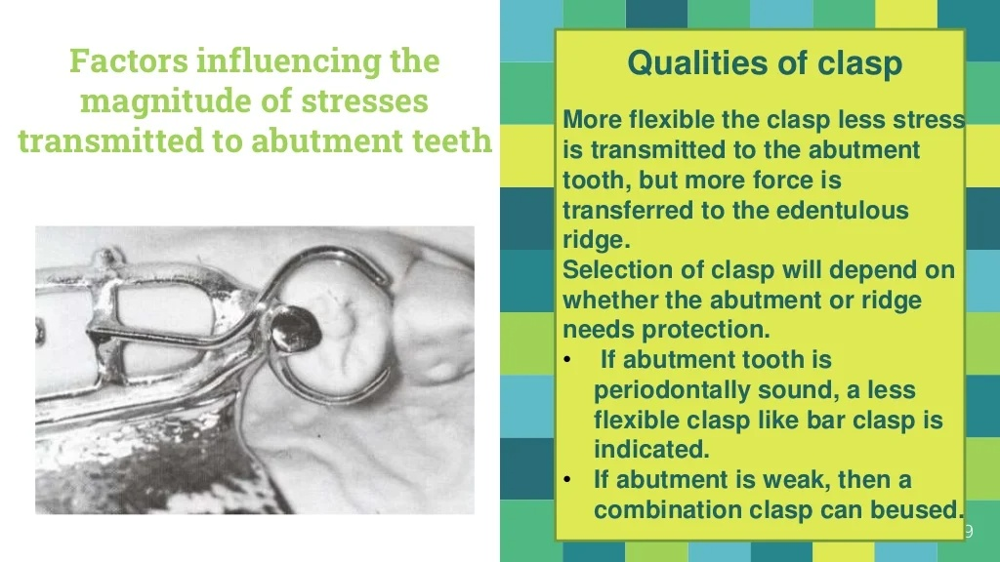 Factors influencing the
magnitude of stresses
transmitted to abutment teeth
Qualities of clasp
More flexible the clasp less stress
is transmitted to the abutment
tooth, but more force is
transferred to the edentulous
ridge.
Selection of clasp will depend on
whether the abutment or ridge
needs protection.
• If abutment tooth is
periodontally sound, a less
flexible clasp like bar clasp is
indicated.
• If abutment is weak, then a
combination clasp can beused.
9